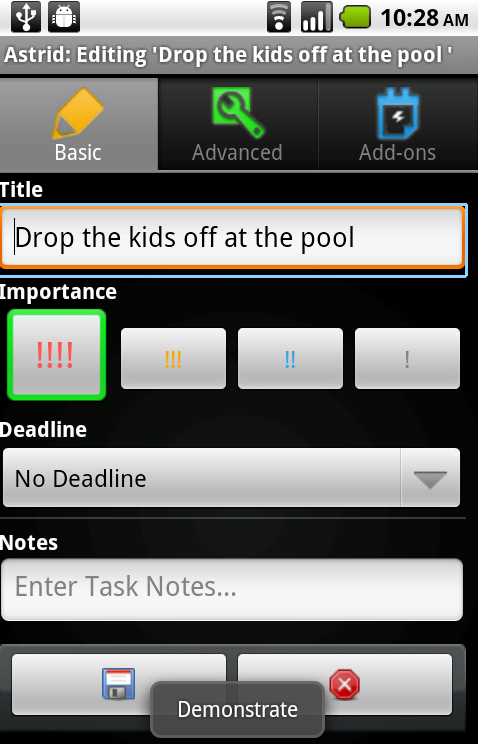 10:28 AM
Astrid: Editing 'Drop the kids off at the pool '
Basic
Advanced
Add-ons
Title
Drop the kids off at the pool
Importance
!!!!
!!!
!!
!
Deadline
No Deadline
Notes
Enter Task Notes...
Demonstrate